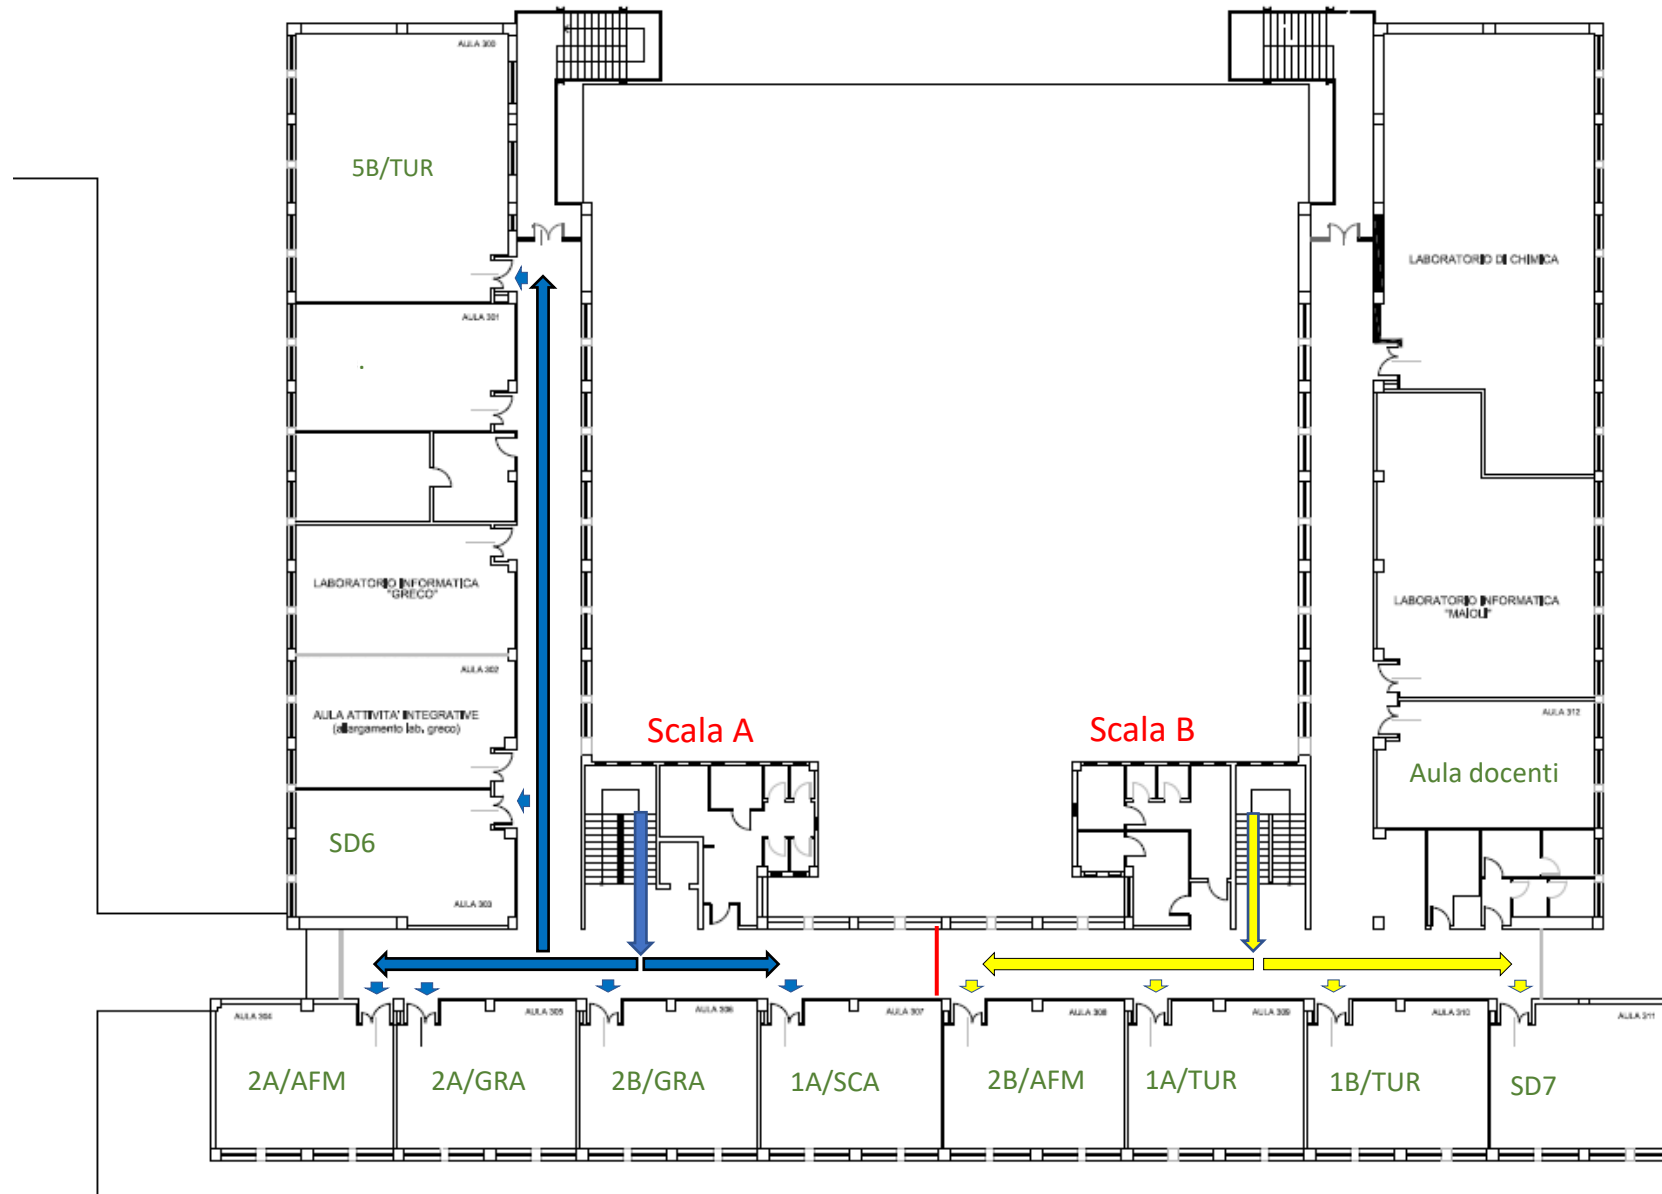 AULA 300
5B/TUR
LABORATORIO DI CHIMICA
AULA 301
.
LABORATORIO INFORMATICA
"GRECO"
LABORATORIO INFORMATICA
"MAIOLI"
AULA 302
AULA ATTIVITA' INTEGRATIVE
(allargamento lab. greco)
Scala A
Scala B
AULA 312
Aula docenti
SD6
AULA 303
AULA 304
AULA 305
AULA 306
AULA 307
AULA 308
AULA 309
AULA 310
AULA 311
2A/AFM
2A/GRA
2B/GRA
1A/SCA
2B/AFM
1A/TUR
1B/TUR
SD7